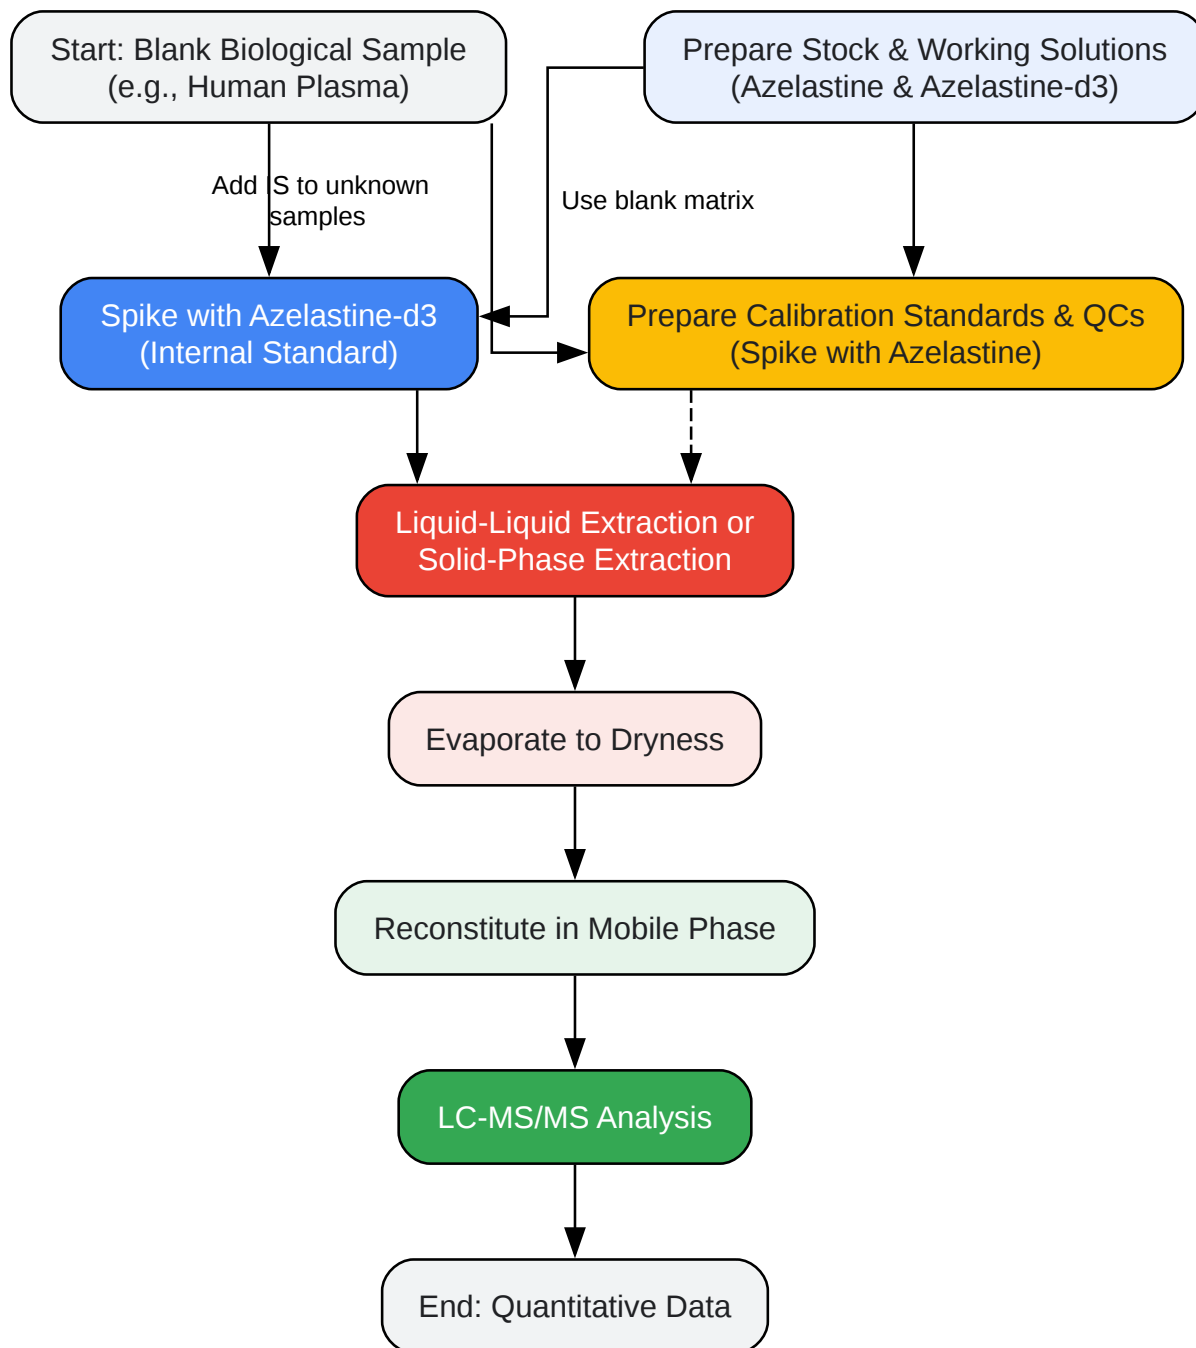 Start: Blank Biological Sample
(e.g., Human Plasma)
Prepare Stock & Working Solutions
(Azelastine & Azelastine-d3)
Add IS to unknown
samples
Use blank matrix
Spike with Azelastine-d3
(Internal Standard)
Prepare Calibration Standards & QCs
(Spike with Azelastine)
Liquid-Liquid Extraction or
Solid-Phase Extraction
Evaporate to Dryness
Reconstitute in Mobile Phase
LC-MS/MS Analysis
End: Quantitative Data